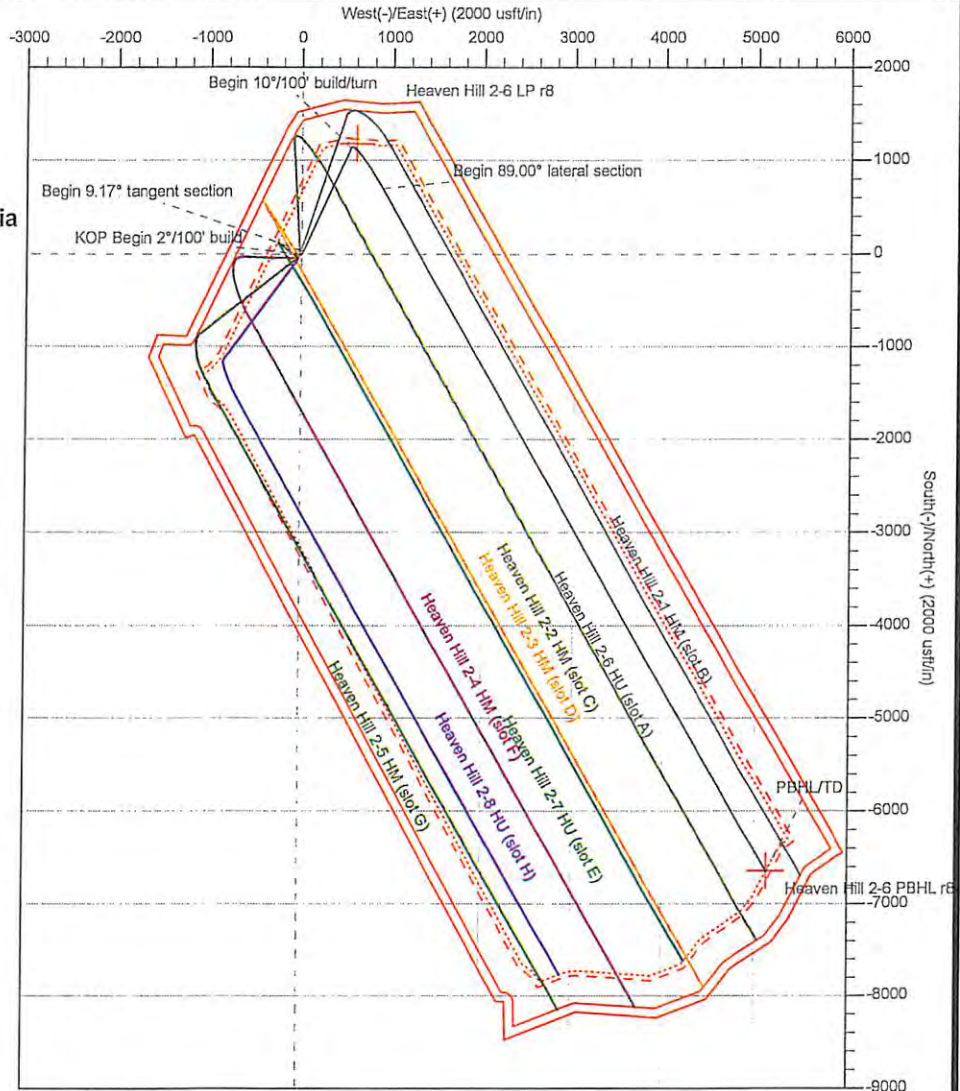 West(-)/East(+) (2000 usft/in)
-3000 -2000 -1000 0 1000 2000 3000 4000 5000 6000
2000
1000
0
-1000
-2000
-3000
-4000
-5000
-6000
-7000
-8000
-9000
South(-)/North(+) (2000 usft/in)
Begin 10°/100' build/turn
Heaven Hill 2-6 LP r8
Begin 89.00° lateral section
Begin 9.17° tangent section
ia
KOP Begin 2°/100' build
Heaven Hill 2-1 HM (slot B)
Heaven Hill 2-6 HU (slot A)
Heaven Hill 2-2 HM (slot C)
Heaven Hill 2-3 HM (slot D)
Heaven Hill 2-7 HU (slot E)
Heaven Hill 2-4 HM (slot F)
Heaven Hill 2-8 HU (slot H)
Heaven Hill 2-5 HM (slot G)
PBHL/TD
Heaven Hill 2-6 PBHL r8